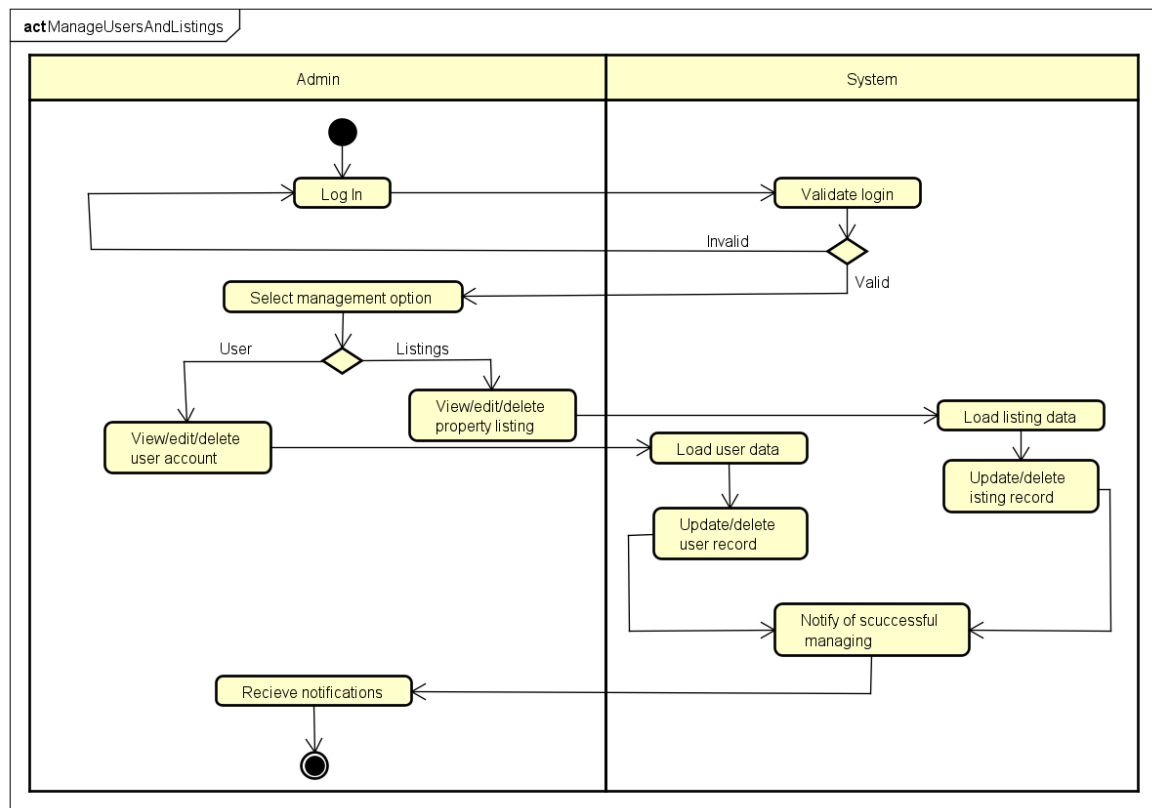 act ManageUsersAndListings
Admin
System
Log In
Validate login
Invalid
Valid
Select management option
User
Listings
View/edit/delete
property listing
Load listing data
View/edit/delete
user account
Load user data
Update/delete
isting record
Update/delete
user record
Notify of scuccessful
managing
Recieve notifications